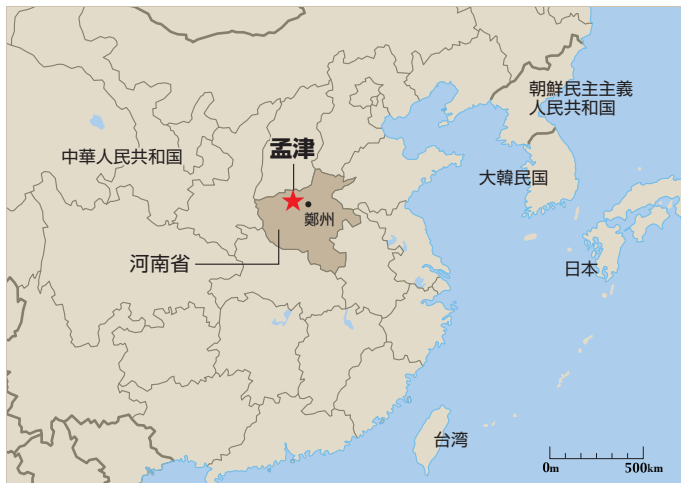 朝鮮民主主義
人民共和国
孟津
中華人民共和国
大韓民国
鄭州
河南省
日本
台湾
0m
500km